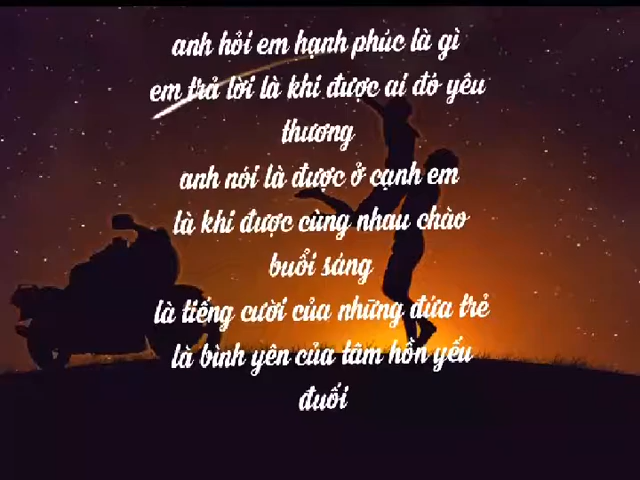 anh hỏi em hạnh phúc là gì
em trả lời là khi được ai đó yêu
thương
anh nói là được ở cạnh em
là khi được cùng nhau chào
buổi sáng
là tiếng cười của những đứa trẻ
là bình yên của tâm hồn yếu
đuối